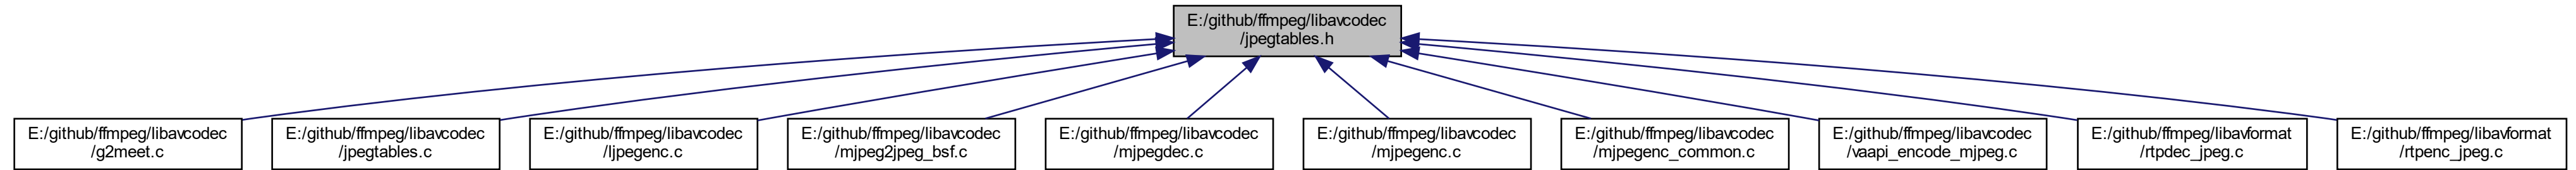 E:/github/ffmpeg/libavcodec
/jpegtables.h
E:/github/ffmpeg/libavcodec
/g2meet.c
E:/github/ffmpeg/libavcodec
/jpegtables.c
E:/github/ffmpeg/libavcodec
/ljpegenc.c
E:/github/ffmpeg/libavcodec
/mjpeg2jpeg_bsf.c
E:/github/ffmpeg/libavcodec
/mjpegdec.c
E:/github/ffmpeg/libavcodec
/mjpegenc.c
E:/github/ffmpeg/libavcodec
/mjpegenc_common.c
E:/github/ffmpeg/libavcodec
/vaapi_encode_mjpeg.c
E:/github/ffmpeg/libavformat
/rtpdec_jpeg.c
E:/github/ffmpeg/libavformat
/rtpenc_jpeg.c